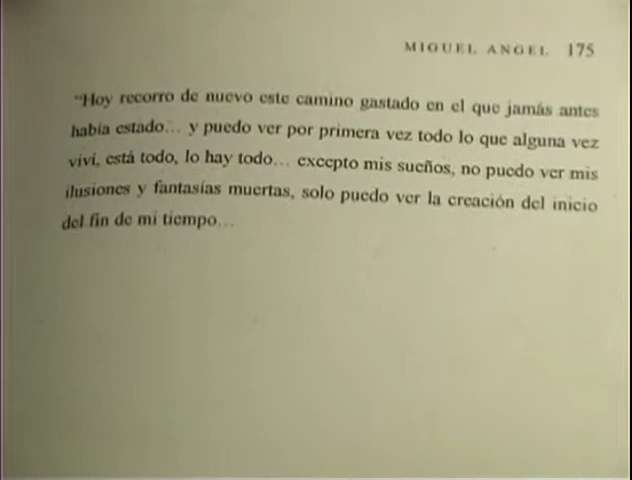 MIGUEL ANGEL 175
"Hoy recorro de nuevo este camino gastado en el que jamás antes
había estado... y puedo ver por primera vez todo lo que alguna vez
viví, está todo, lo hay todo... excepto mis sueños, no puedo ver mis
ilusiones y fantasías muertas, solo puedo ver la creación del inicio
del fin de mi tiempo...